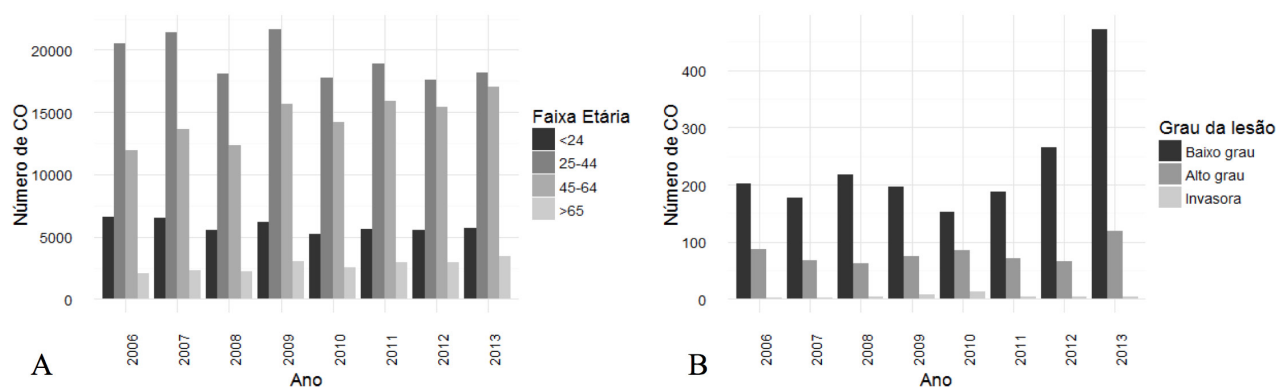 Número de CO
20000
15000
10000
5000
0
2006
2007
2008
2009
2010
2011
2012
2013
Ano
Faixa Etária
<24
25-44
45-64
>65
A
Número de CO
400
300
200
100
0
2006
2007
2008
2009
2010
2011
2012
2013
Ano
Grau da lesão
Baixo grau
Alto grau
Invasora
B